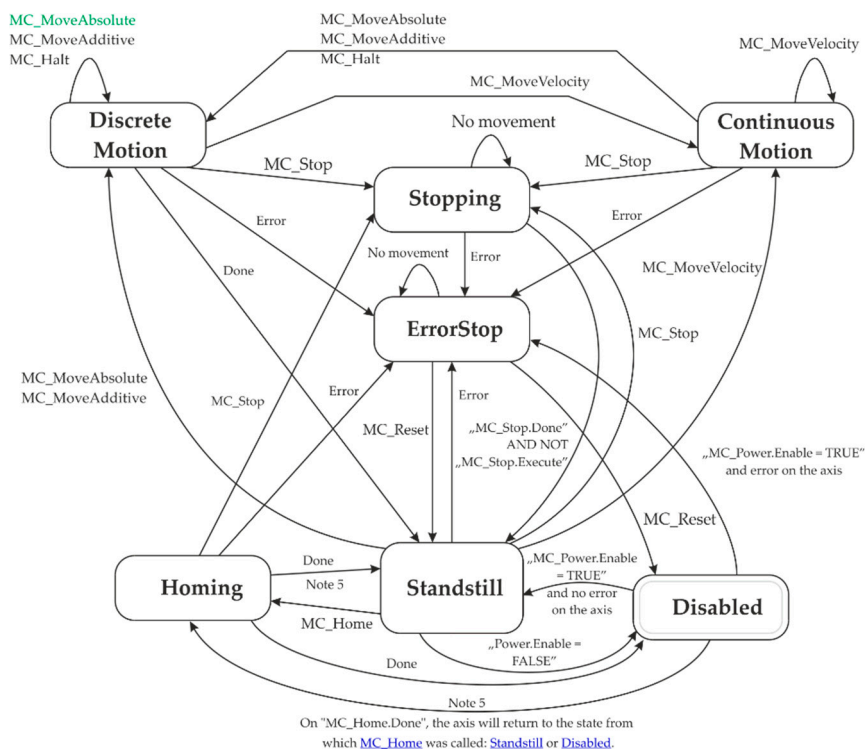 MC_MoveAbsolute
MC_MoveAdditive
MC_Halt
MC_MoveAbsolute
MC_MoveAdditive
MC_Halt
MC_MoveVelocity
MC_MoveVelocity
Discrete
Motion
Continuous
Motion
No movement
MC_Stop
MC_Stop
Stopping
Error
Error
Error
No movement
Done
MC_MoveVelocity
ErrorStop
MC_Stop
MC_MoveAbsolute
MC_MoveAdditive
MC_Stop
Error
Error
MC_Reset
„MC_Stop.Done”
AND NOT
„MC_Stop.Execute”
„MC_Power.Enable = TRUE”
and error on the axis
MC_Reset
Homing
Done
Note 5
Standstill
„MC_Power.Enable
= TRUE”
and no error
on the axis
Disabled
MC_Home
„Power.Enable =
FALSE”
Done
Note 5
On "MC_Home.Done", the axis will return to the state from
which MC_Home was called: Standstill or Disabled.